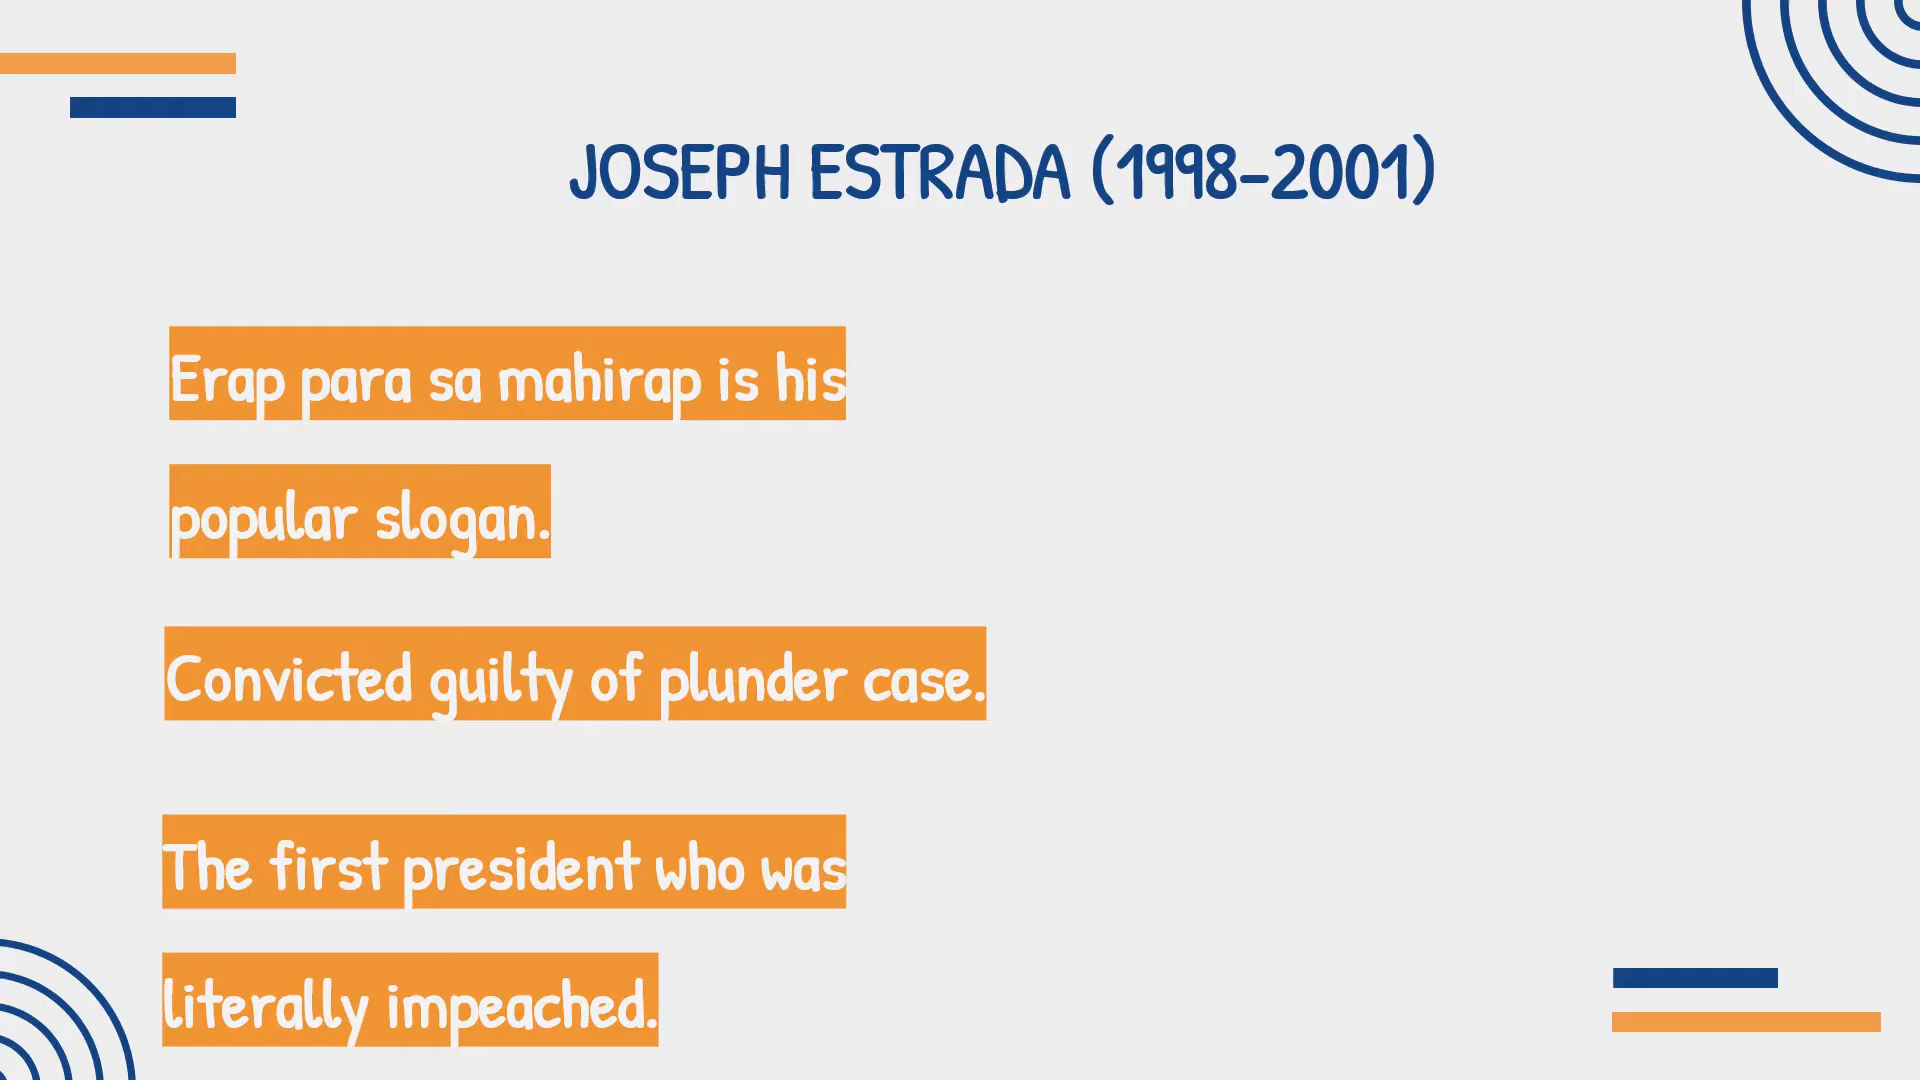 JOSEPH ESTRADA (1998-2001)
Erap para sa mahirap is his
popular slogan.
Convicted guilty of plunder case.
The first president who was
literally impeached.